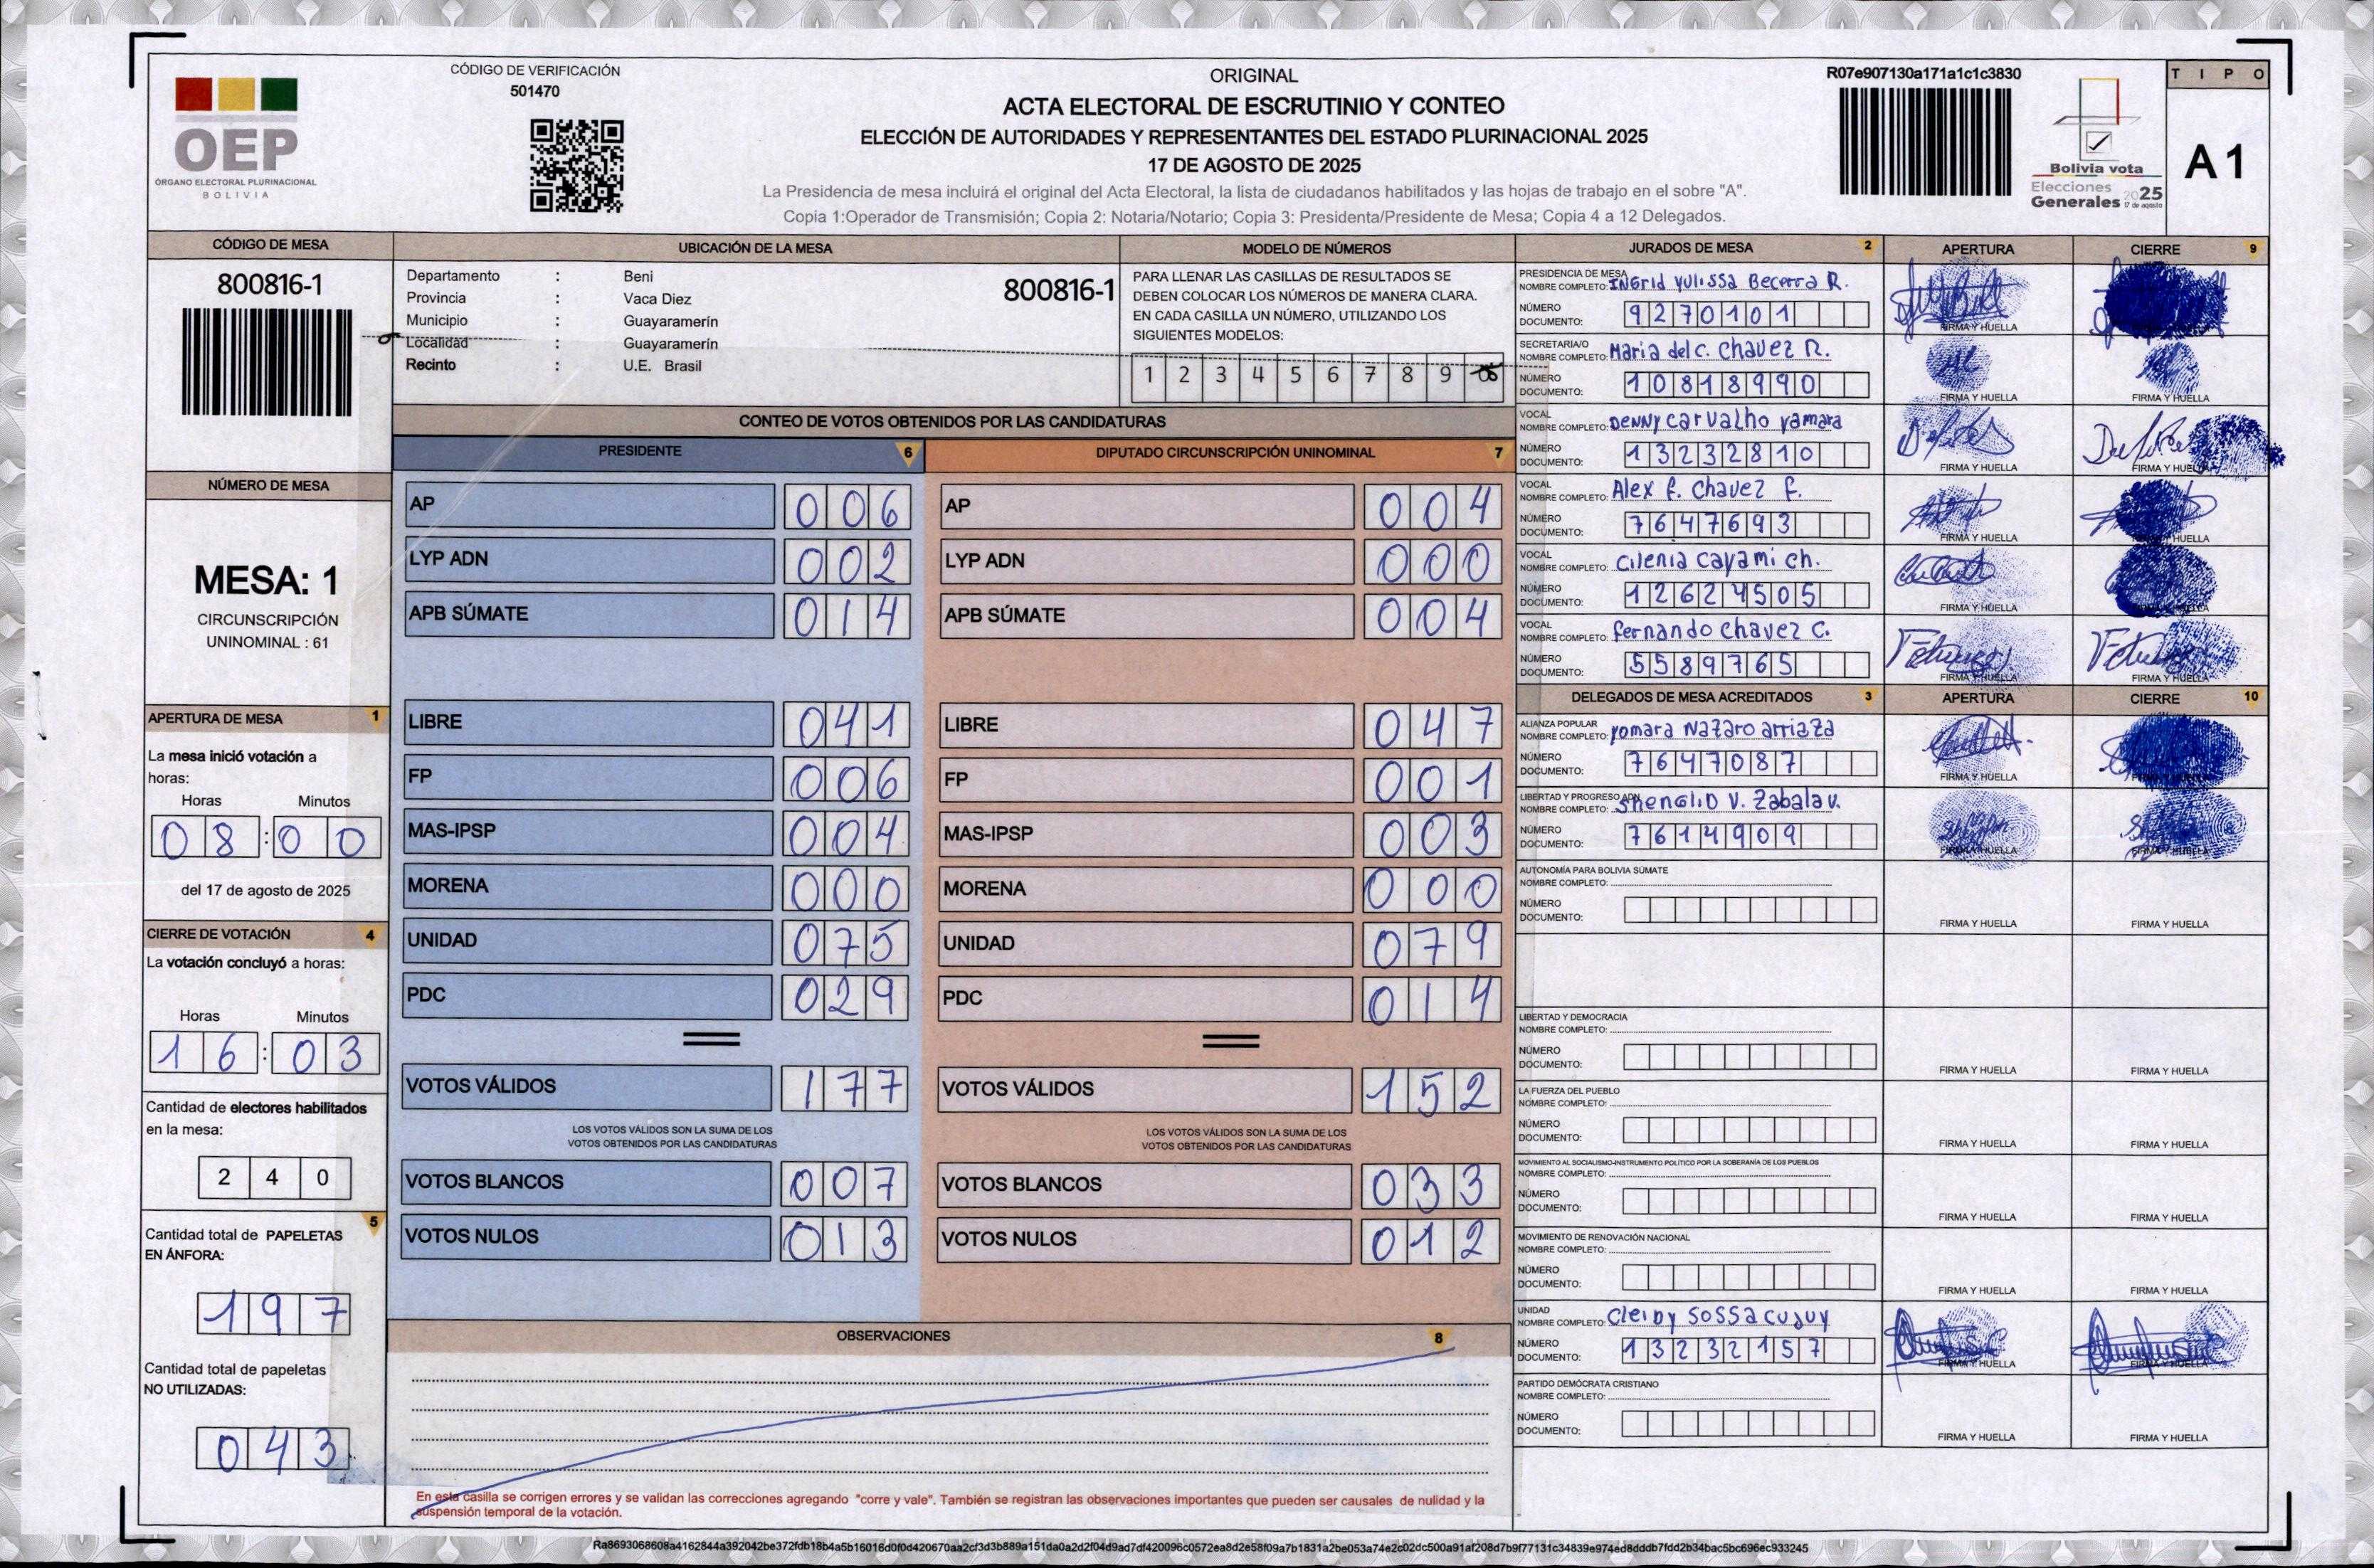 CÓDIGO DE VERIFICACIÓN
501470
OEP
ÓRGANO ELECTORAL PLURINACIONAL
BOLIVIA
ORIGINAL
ACTA ELECTORAL DE ESCRUTINIO Y CONTEO
ELECCIÓN DE AUTORIDADES Y REPRESENTANTES DEL ESTADO PLURINACIONAL 2025
17 DE AGOSTO DE 2025
La Presidencia de mesa incluirá el original del Acta Electoral, la lista de ciudadanos habilitados y las hojas de trabajo en el sobre "A".
Copia 1:Operador de Transmisión; Copia 2: Notaria/Notario; Copia 3: Presidenta/Presidente de Mesa; Copia 4 a 12 Delegados.
R07e907130a171a1c1c3830
Bolivia vota
Elecciones 2025
Generales 17 de agosto
TIPO
A 1
CÓDIGO DE MESA
800816-1
NÚMERO DE MESA
MESA: 1
CIRCUNSCRIPCIÓN
UNINOMINAL : 61
APERTURA DE MESA 1
La mesa inició votación a
horas:
Horas Minutos
08:00
del 17 de agosto de 2025
CIERRE DE VOTACIÓN 4
La votación concluyó a horas:
Horas Minutos
16:03
Cantidad de electores habilitados
en la mesa:
240
5
Cantidad total de PAPELETAS
EN ÁNFORA:
197
Cantidad total de papeletas
NO UTILIZADAS:
043
UBICACIÓN DE LA MESA
Departamento : Beni
800816-1
Provincia : Vaca Diez
Municipio : Guayaramerín
Localidad : Guayaramerín
Recinto : U.E. Brasil
MODELO DE NÚMEROS
PARA LLENAR LAS CASILLAS DE RESULTADOS SE
DEBEN COLOCAR LOS NÚMEROS DE MANERA CLARA.
EN CADA CASILLA UN NÚMERO, UTILIZANDO LOS
SIGUIENTES MODELOS:
1 2 3 4 5 6 7 8 9
CONTEO DE VOTOS OBTENIDOS POR LAS CANDIDATURAS
PRESIDENTE 6
AP 006
LYP ADN 002
APB SÚMATE 014
LIBRE 041
FP 006
MAS-IPSP 004
MORENA 000
UNIDAD 075
PDC 029
VOTOS VÁLIDOS 177
LOS VOTOS VÁLIDOS SON LA SUMA DE LOS
VOTOS OBTENIDOS POR LAS CANDIDATURAS
VOTOS BLANCOS 007
VOTOS NULOS 013
DIPUTADO CIRCUNSCRIPCIÓN UNINOMINAL 7
AP 004
LYP ADN 000
APB SÚMATE 004
LIBRE 047
FP 001
MAS-IPSP 003
MORENA 000
UNIDAD 079
PDC 014
VOTOS VÁLIDOS 152
LOS VOTOS VÁLIDOS SON LA SUMA DE LOS
VOTOS OBTENIDOS POR LAS CANDIDATURAS
VOTOS BLANCOS 033
VOTOS NULOS 012
OBSERVACIONES 8
En esta casilla se corrigen errores y se validan las correcciones agregando "corre y vale". También se registran las observaciones importantes que pueden ser causales de nulidad y la
suspensión temporal de la votación.
JURADOS DE MESA 2 APERTURA CIERRE 9
PRESIDENCIA DE MESA
NOMBRE COMPLETO: INGrid Yulissa Becerra R.
NÚMERO
DOCUMENTO: 9270101
FIRMA Y HUELLA
SECRETARIA/O
NOMBRE COMPLETO: Maria del C. Chavez R.
NÚMERO
DOCUMENTO: 10818990
FIRMA Y HUELLA FIRMA Y HUELLA
VOCAL
NOMBRE COMPLETO: DENNY Carvalho yamara
NÚMERO
DOCUMENTO: 13232810
FIRMA Y HUELLA FIRMA Y HUELLA
VOCAL
NOMBRE COMPLETO: Alex f. Chavez f.
NÚMERO
DOCUMENTO: 7647693
FIRMA Y HUELLA FIRMA Y HUELLA
VOCAL
NOMBRE COMPLETO: Cilenia Cayami Ch.
NÚMERO
DOCUMENTO: 12624505
FIRMA Y HUELLA FIRMA Y HUELLA
VOCAL
NOMBRE COMPLETO: fernando Chavez C.
NÚMERO
DOCUMENTO: 5589765
FIRMA Y HUELLA FIRMA Y HUELLA
DELEGADOS DE MESA ACREDITADOS 3 APERTURA CIERRE 10
ALIANZA POPULAR
NOMBRE COMPLETO: yomara Nazaro arriaza
NÚMERO
DOCUMENTO: 7647087
FIRMA Y HUELLA FIRMA Y HUELLA
LIBERTAD Y PROGRESO ADN
NOMBRE COMPLETO: V. Zabala v.
NÚMERO
DOCUMENTO: 7614909
FIRMA Y HUELLA FIRMA Y HUELLA
AUTONOMÍA PARA BOLIVIA SÚMATE
NOMBRE COMPLETO:
NÚMERO
DOCUMENTO:
FIRMA Y HUELLA FIRMA Y HUELLA
LIBERTAD Y DEMOCRACIA
NOMBRE COMPLETO:
NÚMERO
DOCUMENTO:
FIRMA Y HUELLA FIRMA Y HUELLA
LA FUERZA DEL PUEBLO
NOMBRE COMPLETO:
NÚMERO
DOCUMENTO:
FIRMA Y HUELLA FIRMA Y HUELLA
MOVIMIENTO AL SOCIALISMO-INSTRUMENTO POLÍTICO POR LA SOBERANÍA DE LOS PUEBLOS
NOMBRE COMPLETO:
NÚMERO
DOCUMENTO:
FIRMA Y HUELLA FIRMA Y HUELLA
MOVIMIENTO DE RENOVACIÓN NACIONAL
NOMBRE COMPLETO:
NÚMERO
DOCUMENTO:
FIRMA Y HUELLA FIRMA Y HUELLA
UNIDAD
NOMBRE COMPLETO: Cleidy Sossa cujuy
NÚMERO
DOCUMENTO: 13232157
FIRMA Y HUELLA FIRMA Y HUELLA
PARTIDO DEMÓCRATA CRISTIANO
NOMBRE COMPLETO:
NÚMERO
DOCUMENTO:
FIRMA Y HUELLA FIRMA Y HUELLA